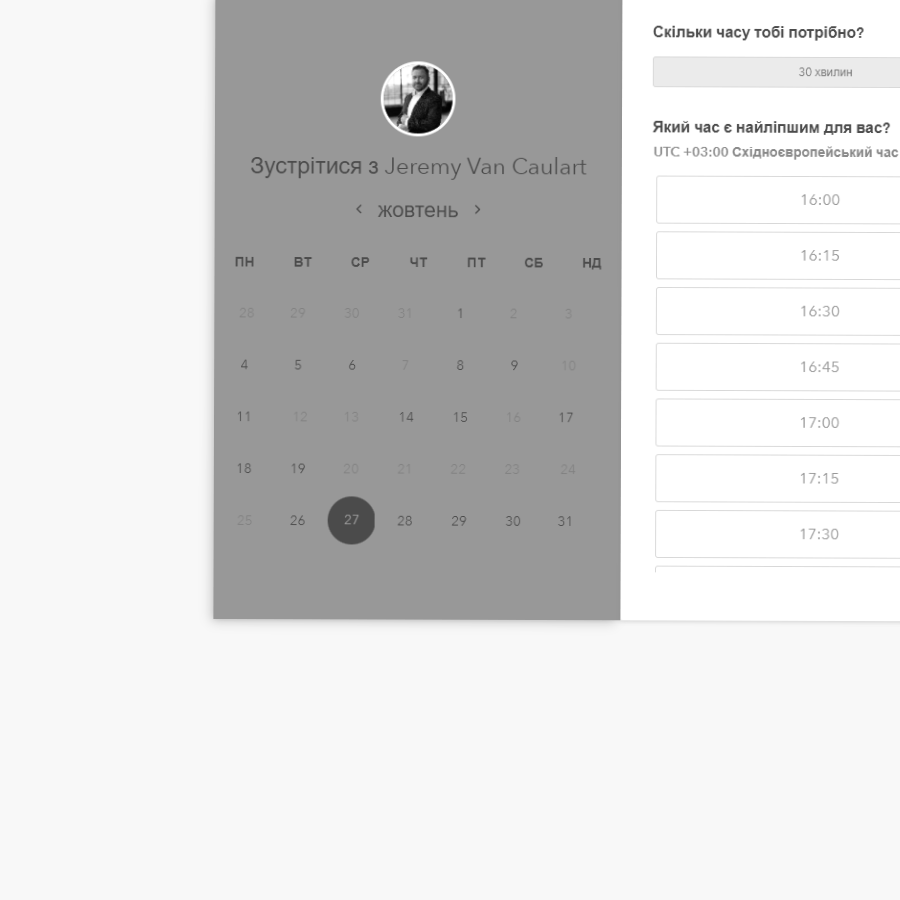 Зустрітися з Jeremy Van Caulart
жовтень
ПН ВТ СР ЧТ ПТ СБ НД
28 29 30 31 1 2 3
4 5 6 7 8 9 10
11 12 13 14 15 16 17
18 19 20 21 22 23 24
25 26 27 28 29 30 31
Скільки часу тобі потрібно?
30 хвилин
Який час є найліпшим для вас?
UTC +03:00 Східноєвропейський час
16:00
16:15
16:30
16:45
17:00
17:15
17:30